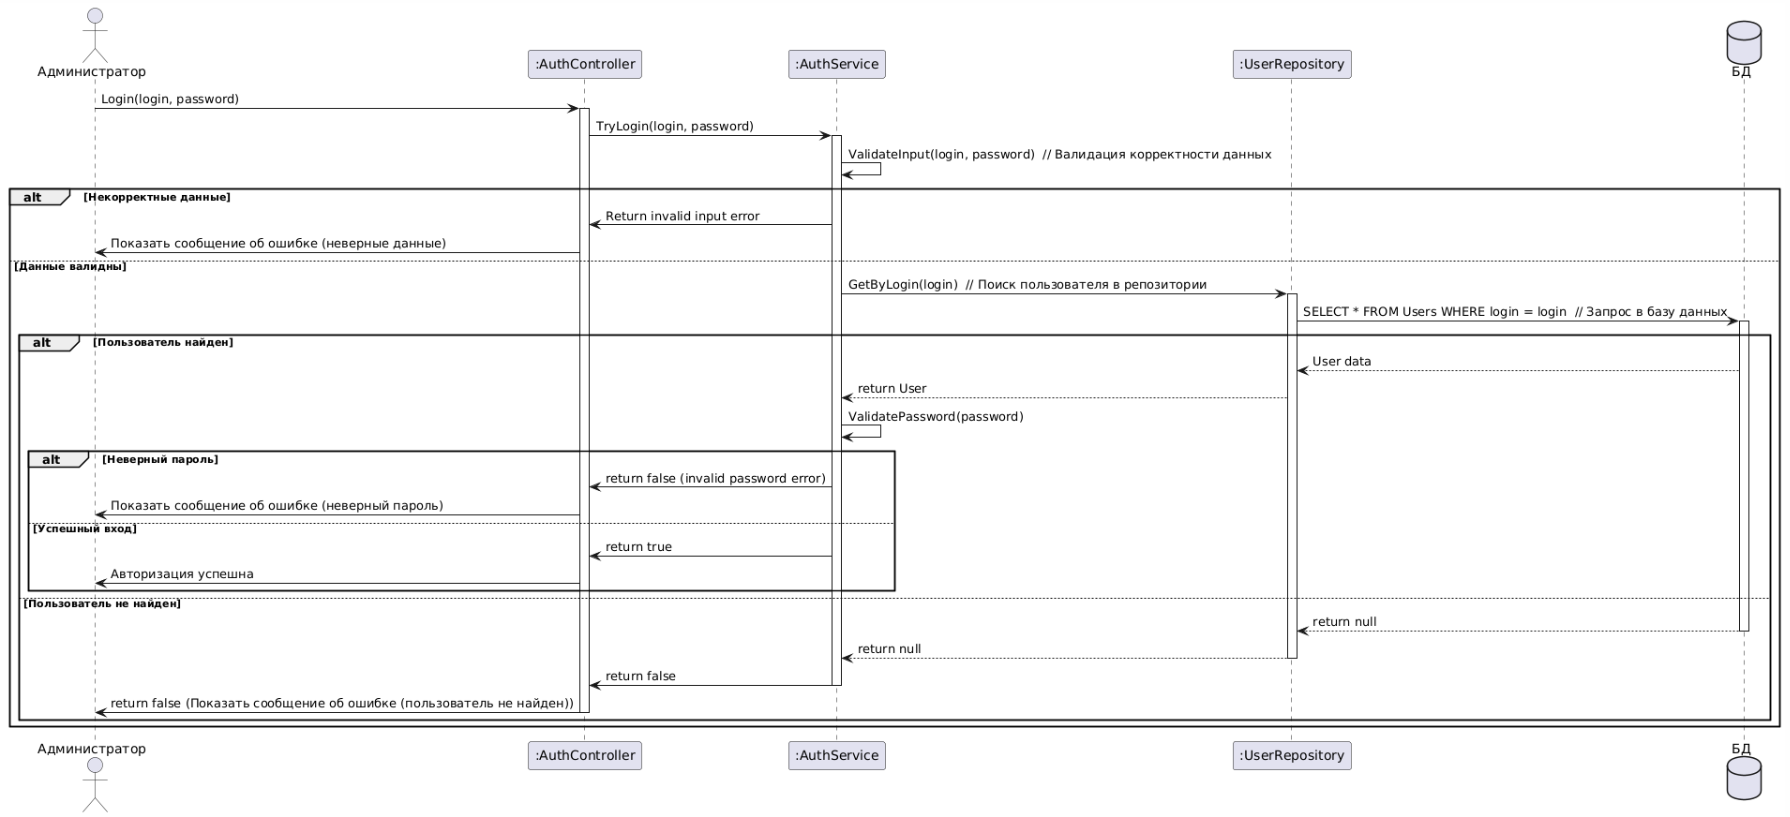 Администратор
:AuthController
:AuthService
:UserRepository
БД
Login(login, password)
TryLogin(login, password)
ValidateInput(login, password)  // Валидация корректности данных
alt [Некорректные данные]
Return invalid input error
Показать сообщение об ошибке (неверные данные)
[Данные валидны]
GetByLogin(login)  // Поиск пользователя в репозитории
SELECT * FROM Users WHERE login = login  // Запрос в базу данных
alt [Пользователь найден]
User data
return User
ValidatePassword(password)
alt [Неверный пароль]
return false (invalid password error)
Показать сообщение об ошибке (неверный пароль)
[Успешный вход]
return true
Авторизация успешна
[Пользователь не найден]
return null
return null
return false
return false (Показать сообщение об ошибке (пользователь не найден))
Администратор
:AuthController
:AuthService
:UserRepository
БД